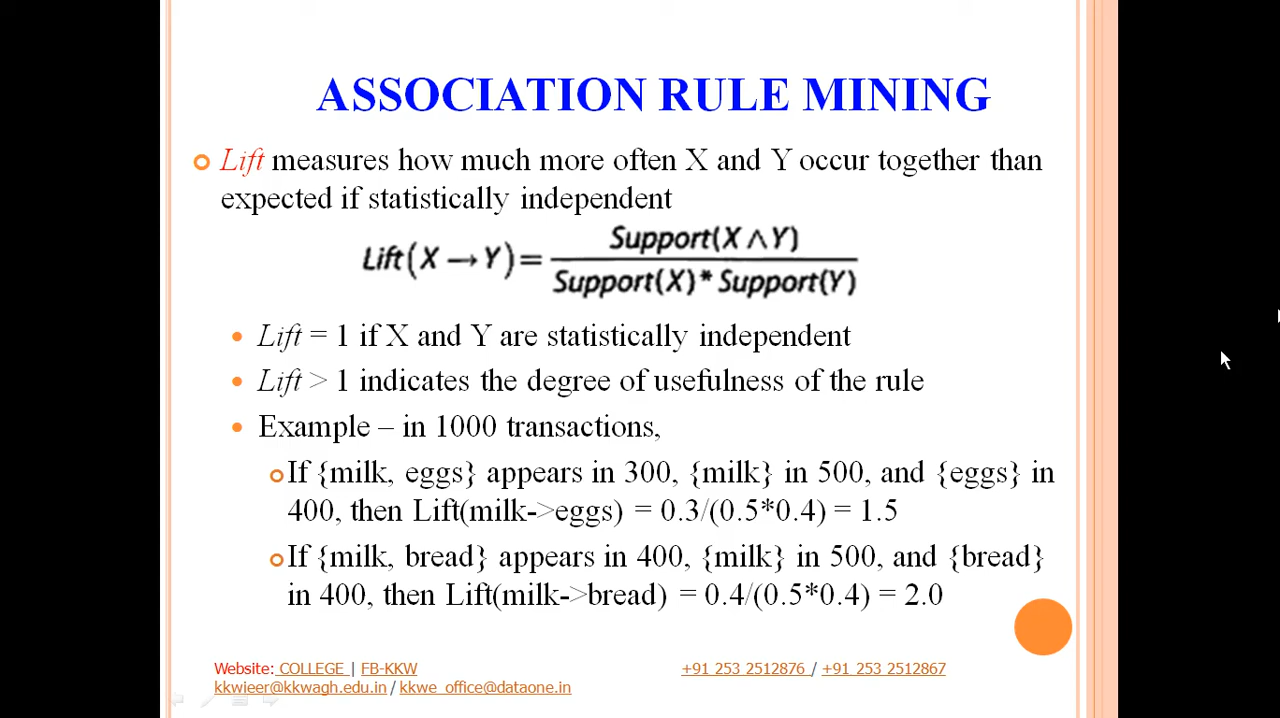 ASSOCIATION RULE MINING
Lift measures how much more often X and Y occur together than
expected if statistically independent
Lift(X → Y) = Support(X ∧ Y) / Support(X) * Support(Y)
Lift = 1 if X and Y are statistically independent
Lift > 1 indicates the degree of usefulness of the rule
Example – in 1000 transactions,
If {milk, eggs} appears in 300, {milk} in 500, and {eggs} in
400, then Lift(milk->eggs) = 0.3/(0.5*0.4) = 1.5
If {milk, bread} appears in 400, {milk} in 500, and {bread}
in 400, then Lift(milk->bread) = 0.4/(0.5*0.4) = 2.0
Website: COLLEGE | FB-KKW
+91 253 2512876 / +91 253 2512867
kkwieer@kkwagh.edu.in / kkwe_office@dataone.in